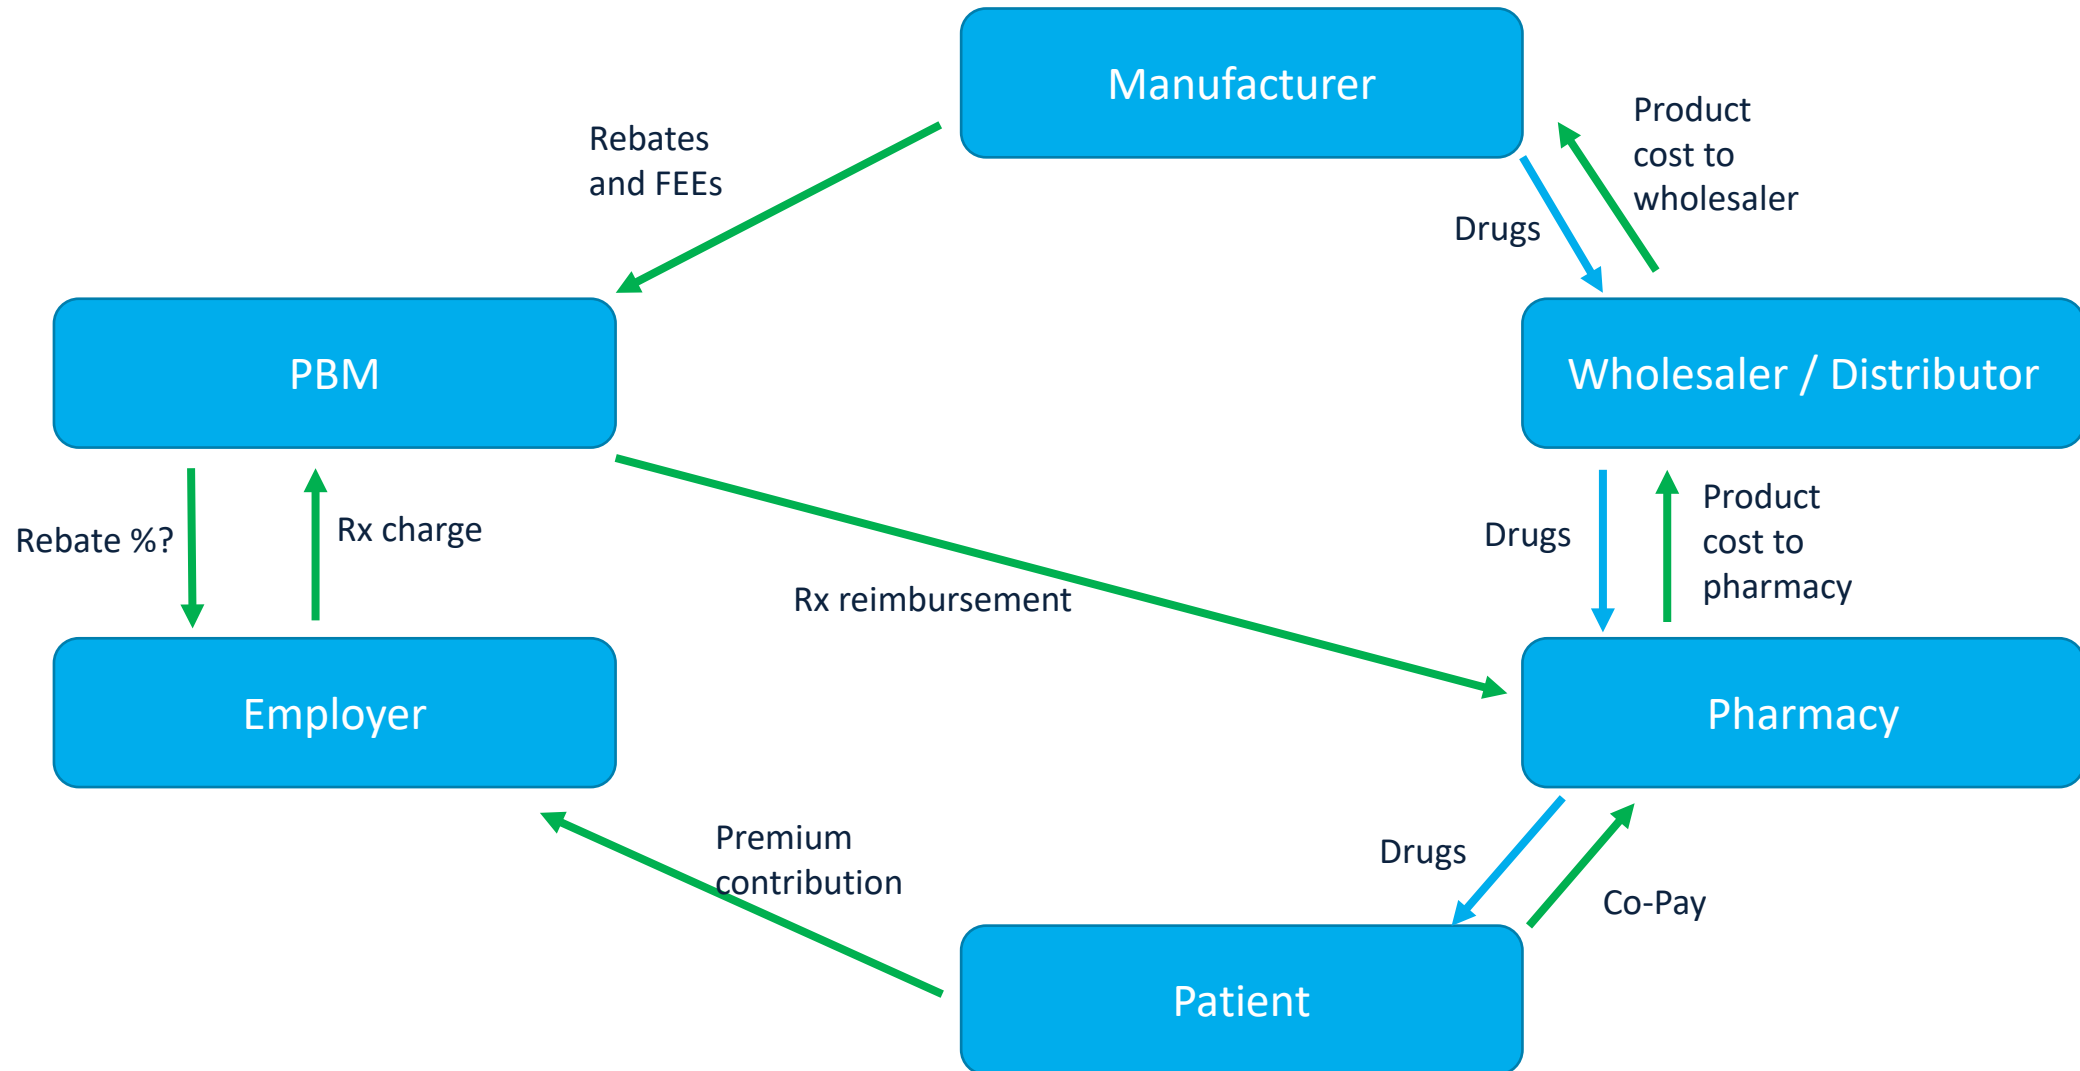 Manufacturer
Product
cost to
wholesaler
Rebates
and FEEs
Drugs
PBM
Wholesaler / Distributor
Rebate %?
Rx charge
Rx reimbursement
Drugs
Product
cost to
pharmacy
Employer
Pharmacy
Premium
contribution
Drugs
Co-Pay
Patient